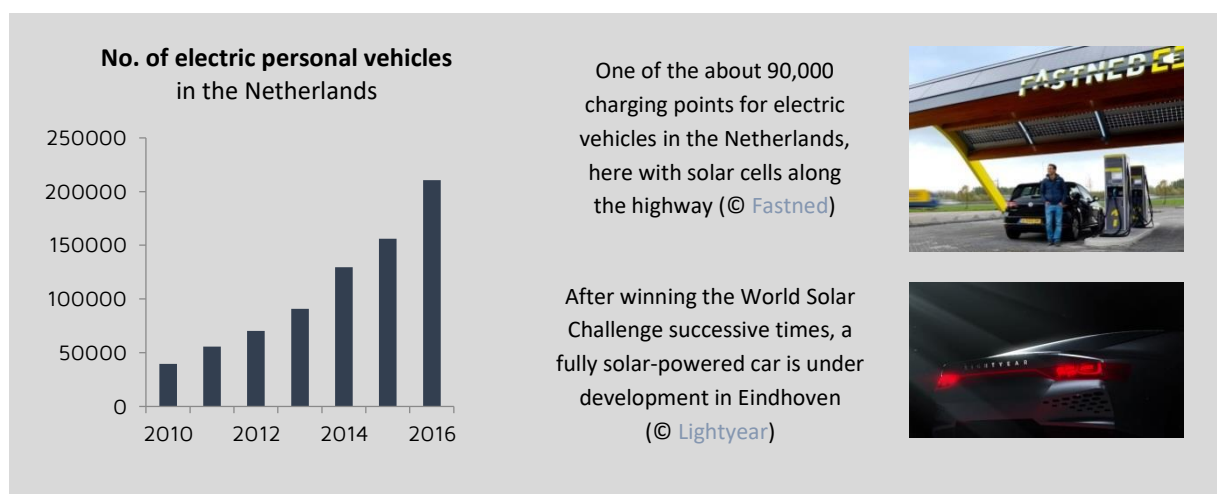 No. of electric personal vehicles
in the Netherlands
250000
200000
150000
100000
50000
0
2010 2012 2014 2016
One of the about 90,000
charging points for electric
vehicles in the Netherlands,
here with solar cells along
the highway (© Fastned)
FASTNED
After winning the World Solar
Challenge successive times, a
fully solar-powered car is under
development in Eindhoven
(© Lightyear)
LIGHTYEAR